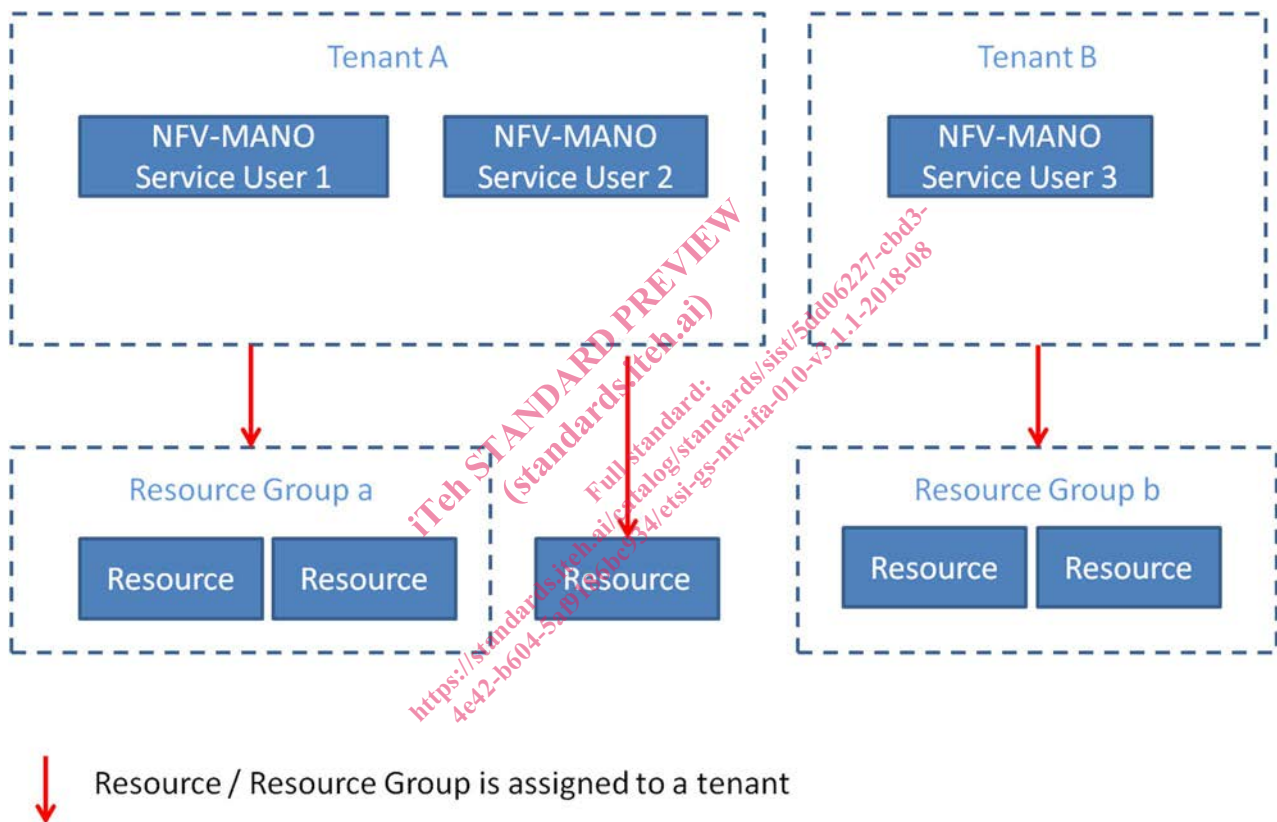 Tenant A
Tenant B
NFV-MANO
Service User 1
NFV-MANO
Service User 2
NFV-MANO
Service User 3
iTeh STANDARD PREVIEW
(standards.iteh.ai)
Full standard:
https://standards.iteh.ai/catalog/standards/sist/5dd06227-cbd3-
4e42-b604-5af9186bc934/etsi-gs-nfv-ifa-010-v3.1.1-2018-08
Resource Group a
Resource Group b
Resource
Resource
Resource
Resource
Resource
Resource / Resource Group is assigned to a tenant